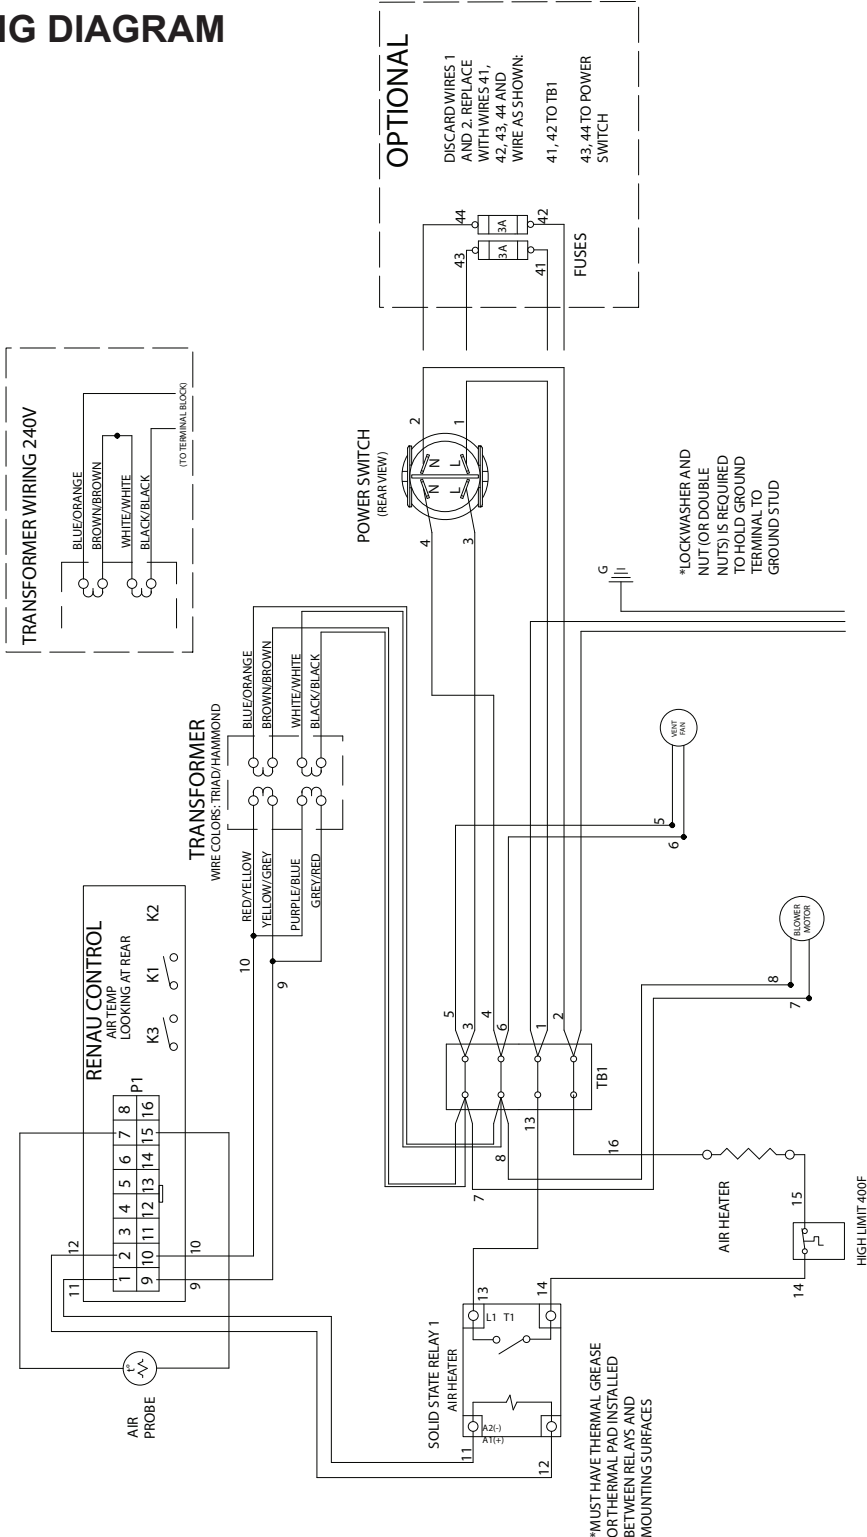 NG DIAGRAM
OPTIONAL
DISCARD WIRES 1
AND 2. REPLACE
WITH WIRES 41,
42, 43, 44 AND
WIRE AS SHOWN:
41, 42 TO TB1
43, 44 TO POWER
SWITCH
44
3A
42
43
3A
41
FUSES
TRANSFORMER WIRING 240V
BLUE/ORANGE
BROWN/BROWN
WHITE/WHITE
BLACK/BLACK
(TO TERMINAL BLOCK)
POWER SWITCH
(REAR VIEW)
2
1
N
N
L
L
4
3
G
*LOCKWASHER AND
NUT (OR DOUBLE
NUTS) IS REQUIRED
TO HOLD GROUND
TERMINAL TO
GROUND STUD
TRANSFORMER
WIRE COLORS: TRIAD/HAMMOND
BLUE/ORANGE
BROWN/BROWN
WHITE/WHITE
BLACK/BLACK
RED/YELLOW
YELLOW/GREY
PURPLE/BLUE
GREY/RED
10
9
VENT
FAN
5
6
BLOWER
MOTOR
8
7
RENAU CONTROL
AIR TEMP
LOOKING AT REAR
K3
K1
K2
P1
1 2 3 4 5 6 7 8
9 10 11 12 13 14 15 16
11
12
9
10
AIR
PROBE
t°
5
3
4
6
1
2
TB1
7
8
13
16
AIR HEATER
15
HIGH LIMIT 400F
14
SOLID STATE RELAY 1
AIR HEATER
13
14
L1 T1
A2(-)
A1(+)
11
12
*MUST HAVE THERMAL GREASE
OR THERMAL PAD INSTALLED
BETWEEN RELAYS AND
MOUNTING SURFACES